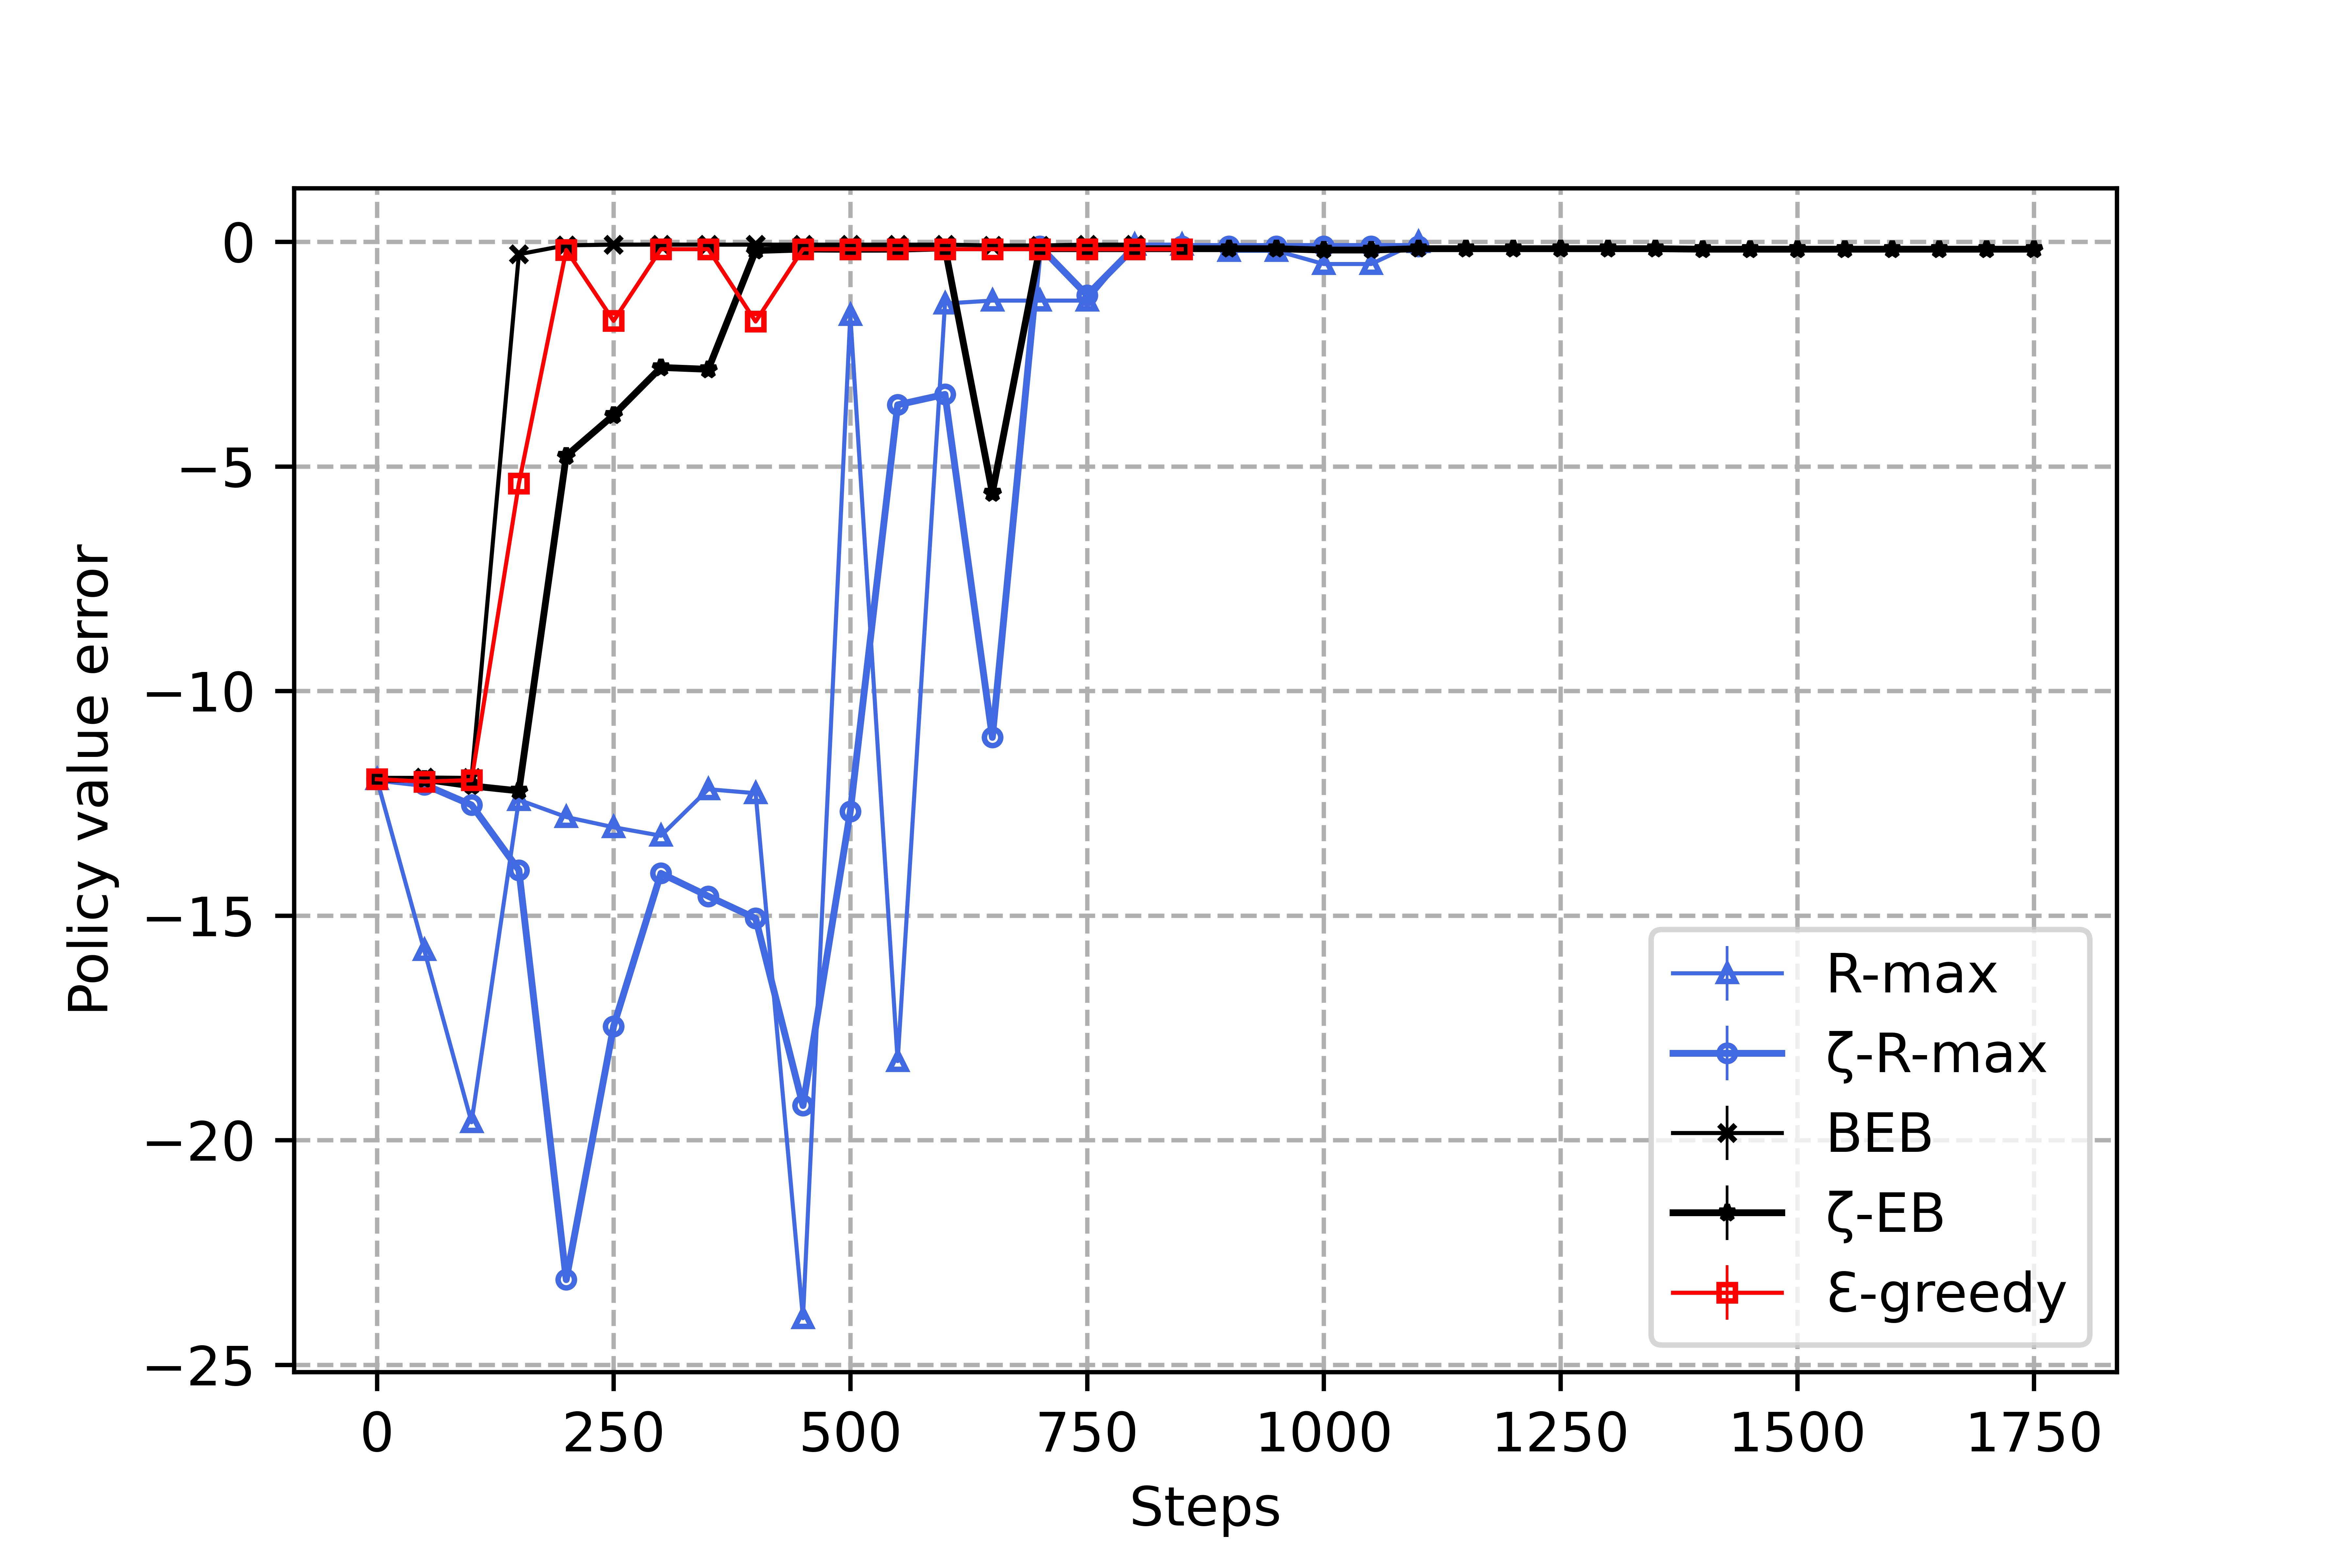 Policy value error
0
−5
−10
−15
−20
−25
0 250 500 750 1000 1250 1500 1750
Steps
R-max
ζ-R-max
BEB
ζ-EB
Ɛ-greedy